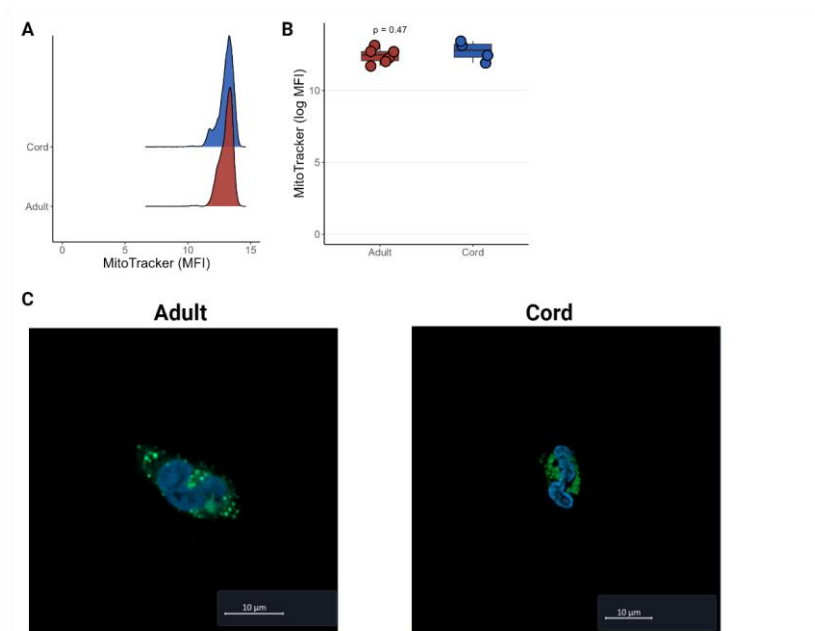 A
Cord
Adult
0 5 10 15
MitoTracker (MFI)
B
p = 0.47
MitoTracker (log MFI)
10
5
0
Adult Cord
C
Adult
10 µm
Cord
10 µm